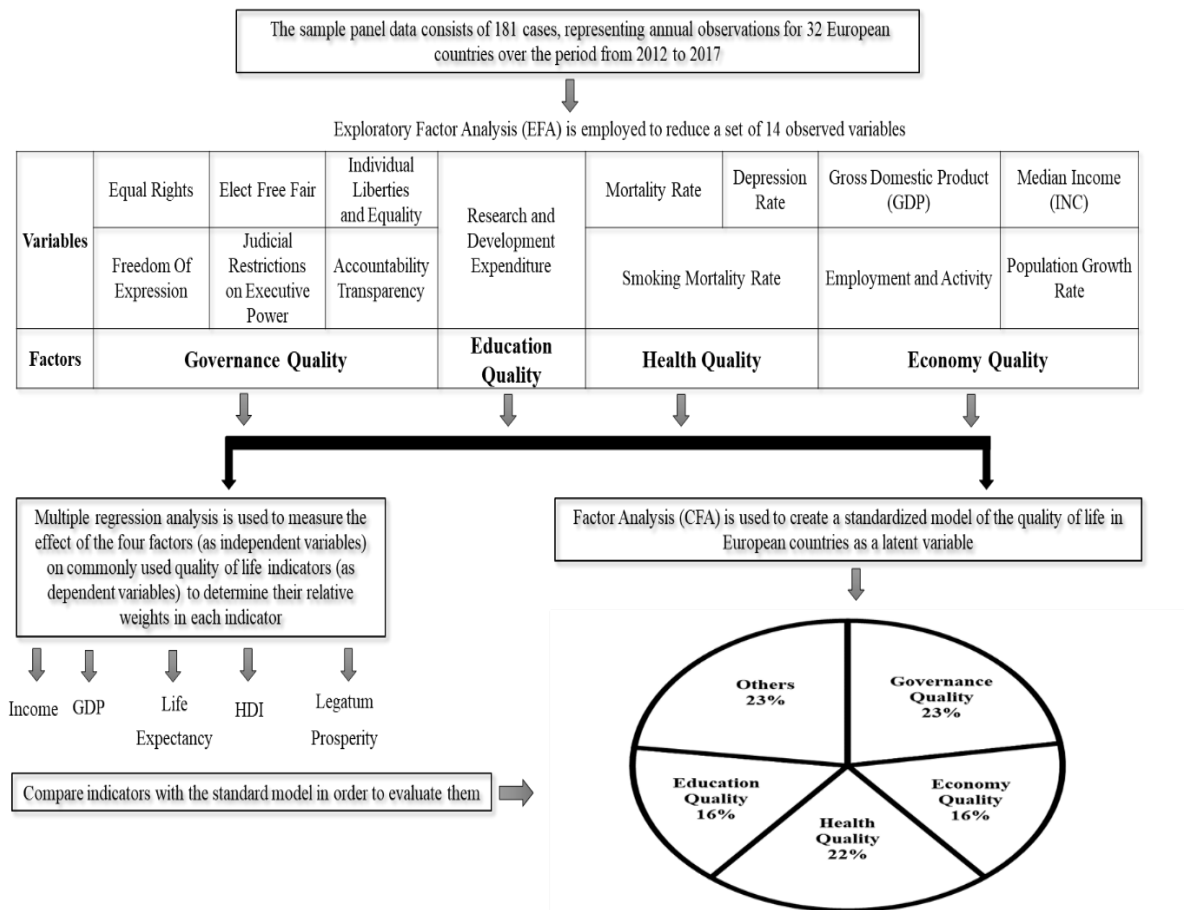 The sample panel data consists of 181 cases, representing annual observations for 32 European
countries over the period from 2012 to 2017
Exploratory Factor Analysis (EFA) is employed to reduce a set of 14 observed variables
Variables
Equal Rights
Elect Free Fair
Individual
Liberties
and Equality
Research and
Development
Expenditure
Mortality Rate
Depression
Rate
Gross Domestic Product
(GDP)
Median Income
(INC)
Freedom Of
Expression
Judicial
Restrictions
on Executive
Power
Accountability
Transparency
Smoking Mortality Rate
Employment and Activity
Population Growth
Rate
Factors
Governance Quality
Education
Quality
Health Quality
Economy Quality
Multiple regression analysis is used to measure the
effect of the four factors (as independent variables)
on commonly used quality of life indicators (as
dependent variables) to determine their relative
weights in each indicator
Factor Analysis (CFA) is used to create a standardized model of the quality of life in
European countries as a latent variable
Income
GDP
Life
Expectancy
HDI
Legatum
Prosperity
Compare indicators with the standard model in order to evaluate them
Others
23%
Governance
Quality
23%
Education
Quality
16%
Economy
Quality
16%
Health
Quality
22%